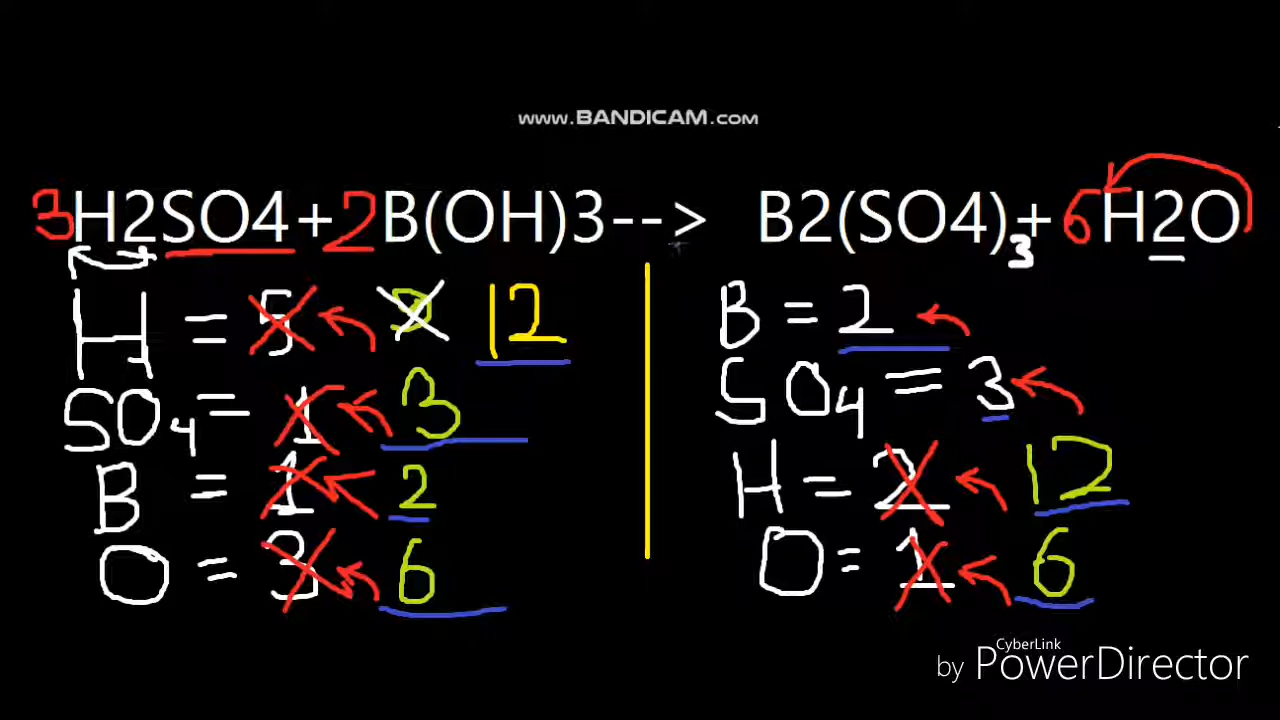 www.BANDICAM.com
3H2SO4+2B(OH)3--> B2(SO4)3+6H2O
H = 5 12 B = 2
SO4 = 1 3 SO4 = 3
B = 1 2 H = 2 12
O = 3 6 O = 1 6
CyberLink
by PowerDirector